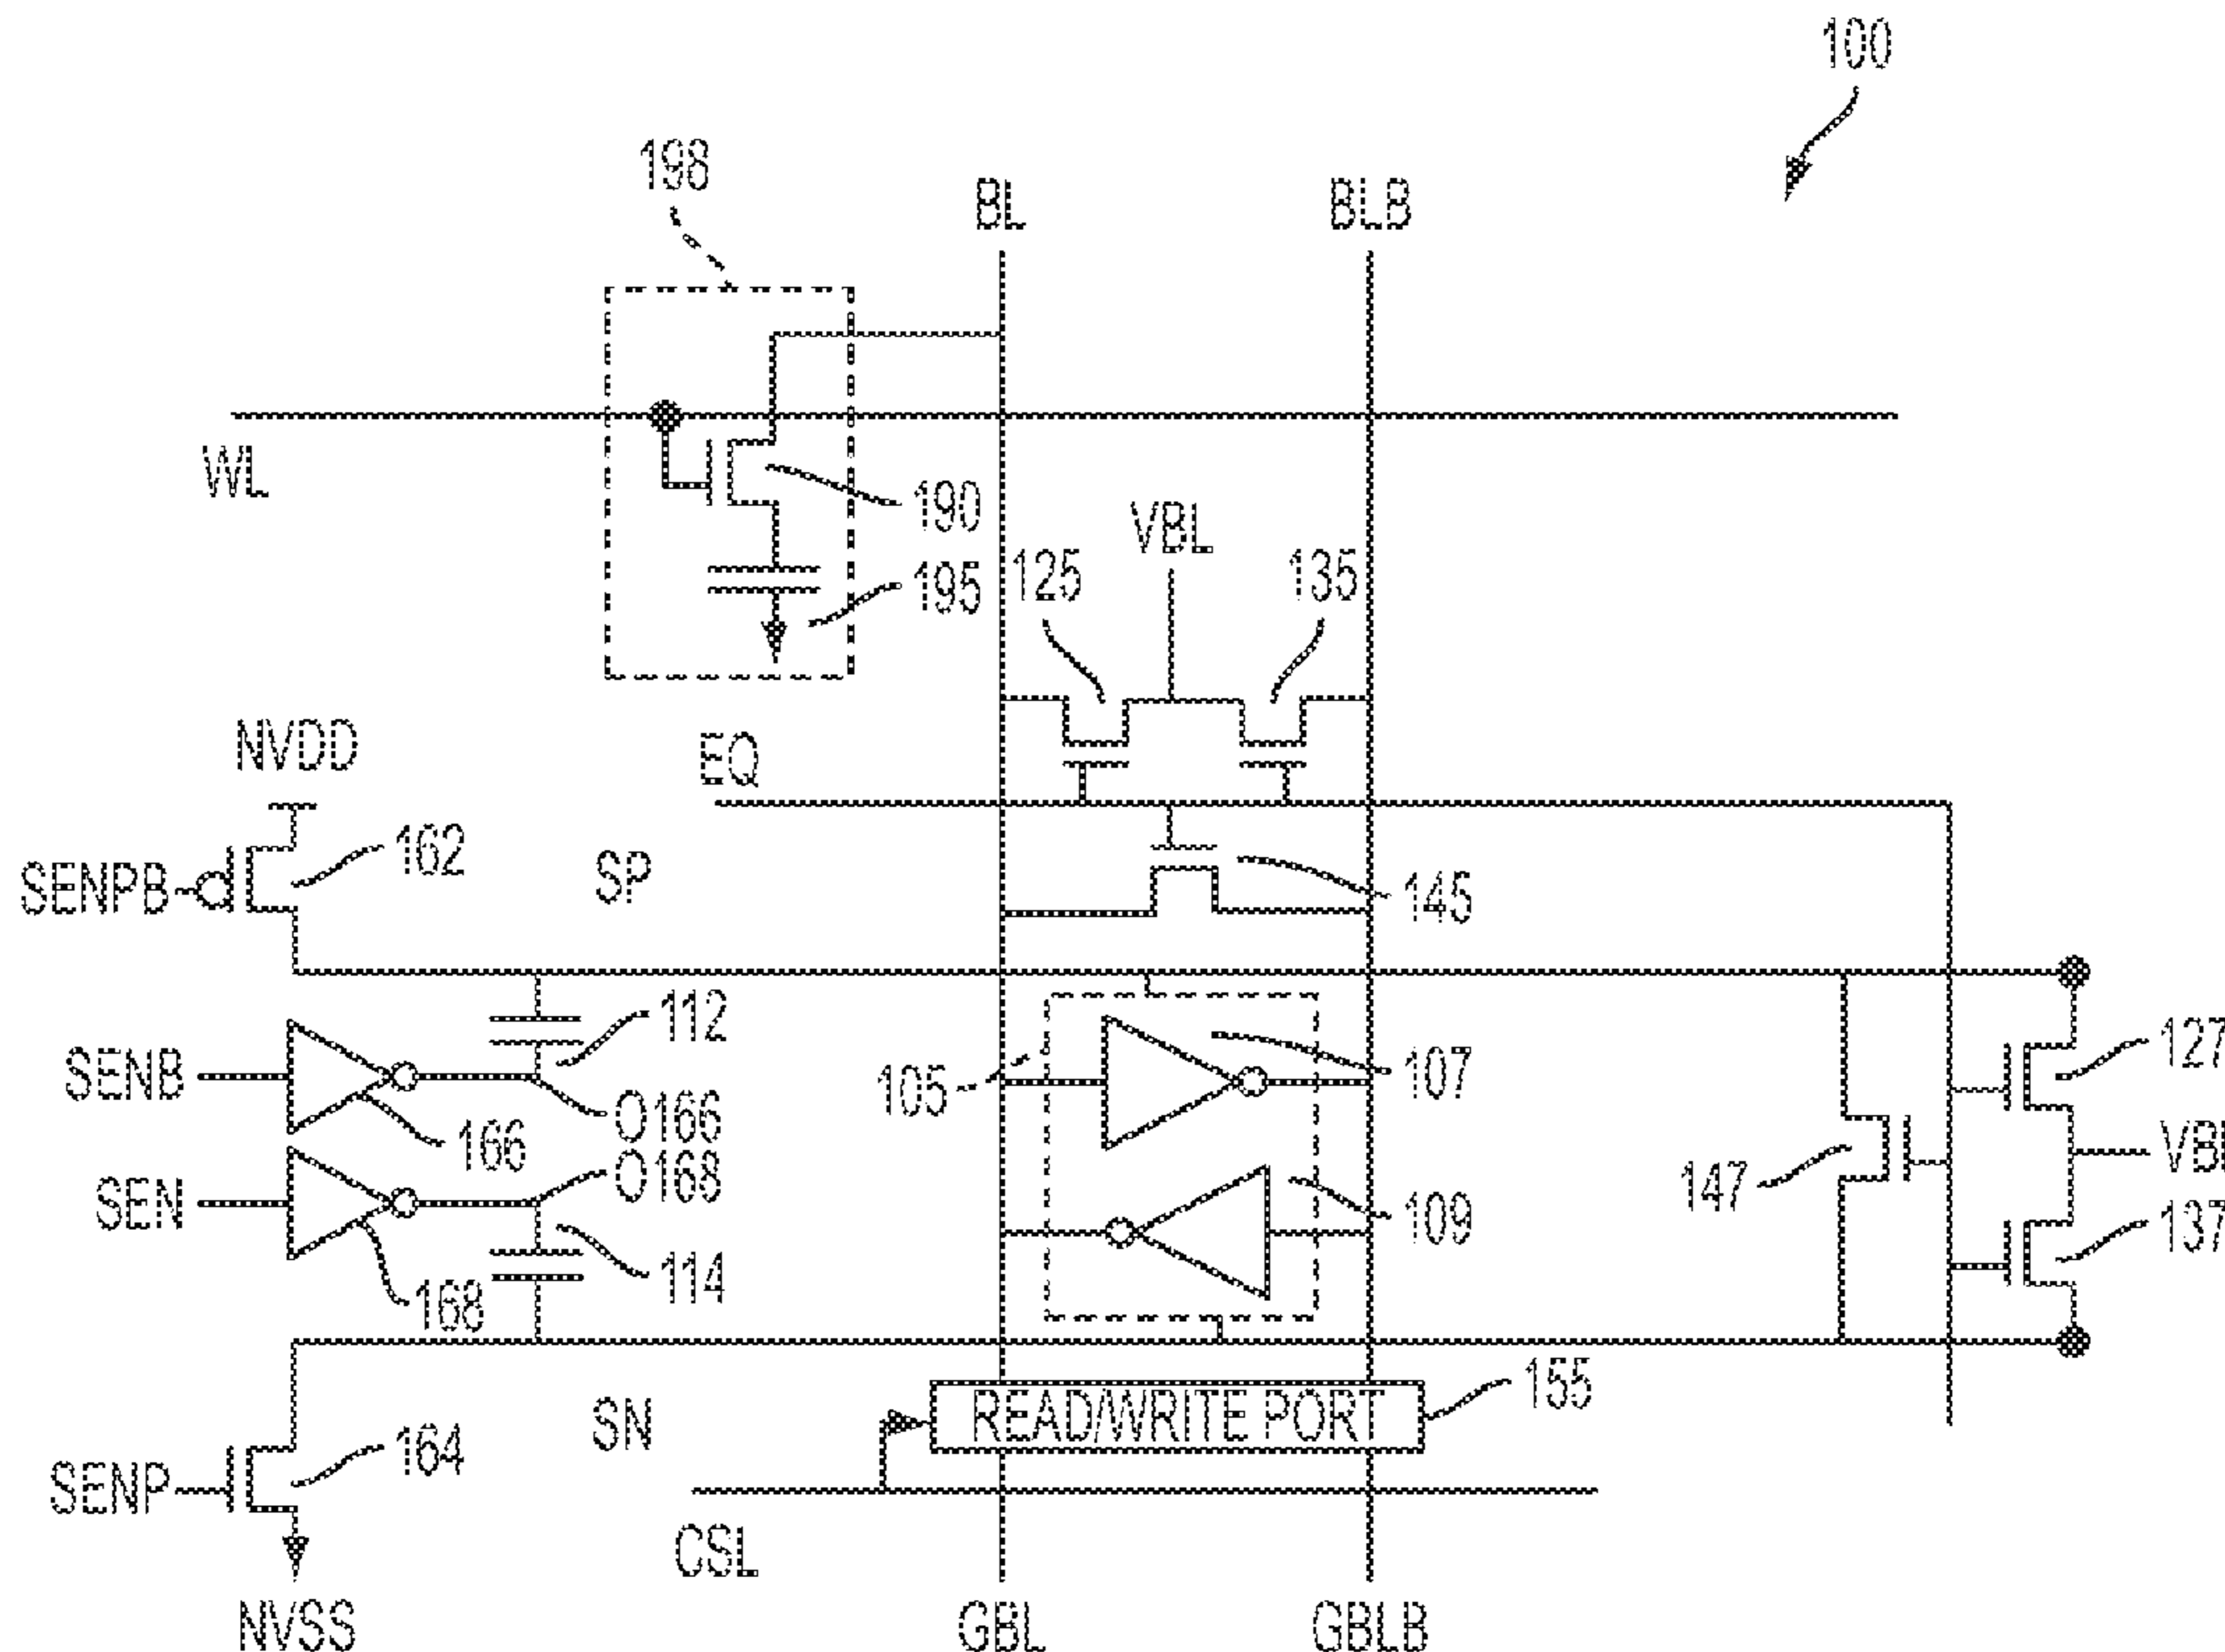 100
198
BL
BLB
WL
190
VBL
125
135
195
NVDD
EQ
SENPB
162
SP
145
112
107
127
SENB
105
O166
166
VBL
SEN
O168
147
109
137
114
168
155
READ/WRITE PORT
SN
164
SENP
CSL
NVSS
GBL
GBLB